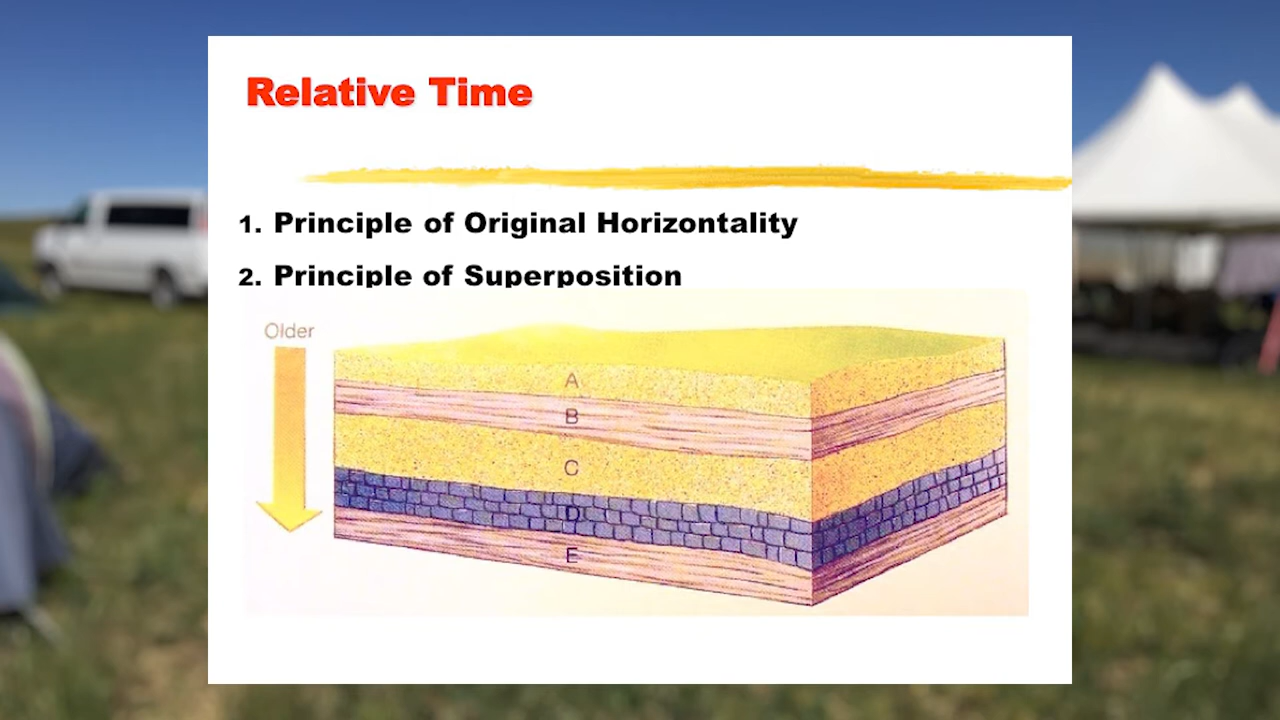 Relative Time
1. Principle of Original Horizontality
2. Principle of Superposition
Older
A
B
C
D
E